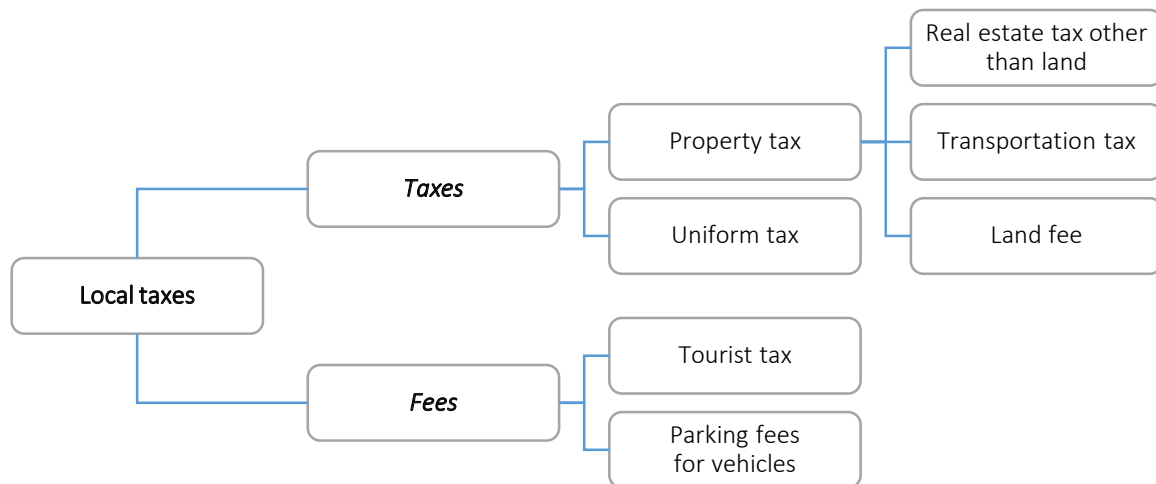 Local taxes
Taxes
Property tax
Real estate tax other
than land
Transportation tax
Land fee
Uniform tax
Fees
Tourist tax
Parking fees
for vehicles